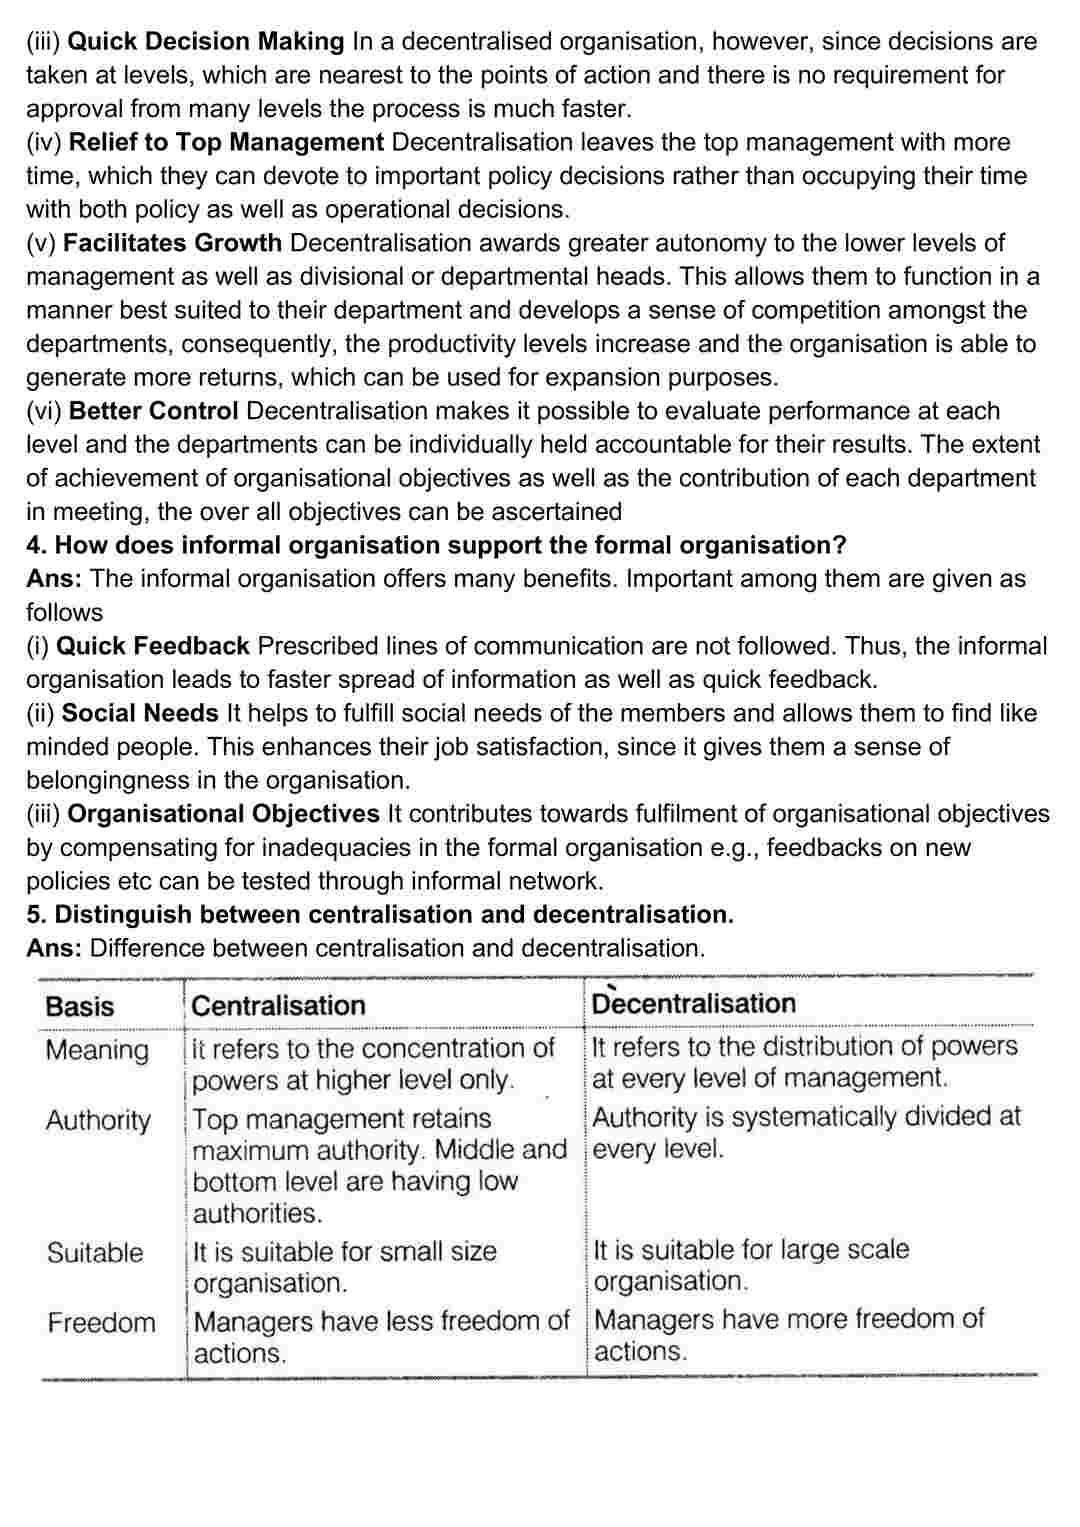 (iii) Quick Decision Making In a decentralised organisation, however, since decisions are
taken at levels, which are nearest to the points of action and there is no requirement for
approval from many levels the process is much faster.
(iv) Relief to Top Management Decentralisation leaves the top management with more
time, which they can devote to important policy decisions rather than occupying their time
with both policy as well as operational decisions.
(v) Facilitates Growth Decentralisation awards greater autonomy to the lower levels of
management as well as divisional or departmental heads. This allows them to function in a
manner best suited to their department and develops a sense of competition amongst the
departments, consequently, the productivity levels increase and the organisation is able to
generate more returns, which can be used for expansion purposes.
(vi) Better Control Decentralisation makes it possible to evaluate performance at each
level and the departments can be individually held accountable for their results. The extent
of achievement of organisational objectives as well as the contribution of each department
in meeting, the over all objectives can be ascertained
4. How does informal organisation support the formal organisation?
Ans: The informal organisation offers many benefits. Important among them are given as
follows
(i) Quick Feedback Prescribed lines of communication are not followed. Thus, the informal
organisation leads to faster spread of information as well as quick feedback.
(ii) Social Needs It helps to fulfill social needs of the members and allows them to find like
minded people. This enhances their job satisfaction, since it gives them a sense of
belongingness in the organisation.
(iii) Organisational Objectives It contributes towards fulfilment of organisational objectives
by compensating for inadequacies in the formal organisation e.g., feedbacks on new
policies etc can be tested through informal network.
5. Distinguish between centralisation and decentralisation.
Ans: Difference between centralisation and decentralisation.
Basis Centralisation Decentralisation
Meaning It refers to the concentration of It refers to the distribution of powers
powers at higher level only. at every level of management.
Authority Top management retains Authority is systematically divided at
maximum authority. Middle and every level.
bottom level are having low
authorities.
Suitable It is suitable for small size It is suitable for large scale
organisation. organisation.
Freedom Managers have less freedom of Managers have more freedom of
actions. actions.